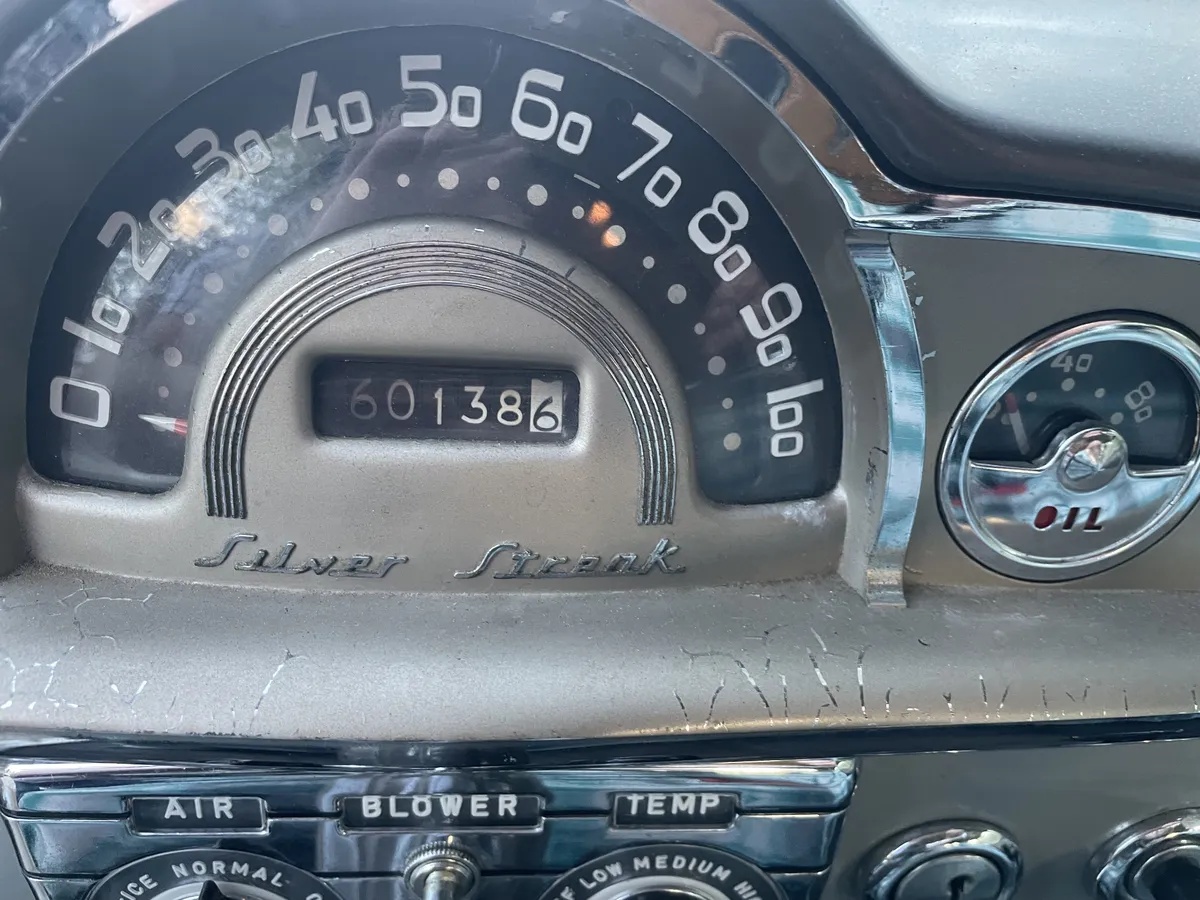 0 10 20 30 40 50 60 70 80 90 100
601386
Silver Streak
40
80
OIL
AIR BLOWER TEMP
NORMAL
LOW MEDIUM